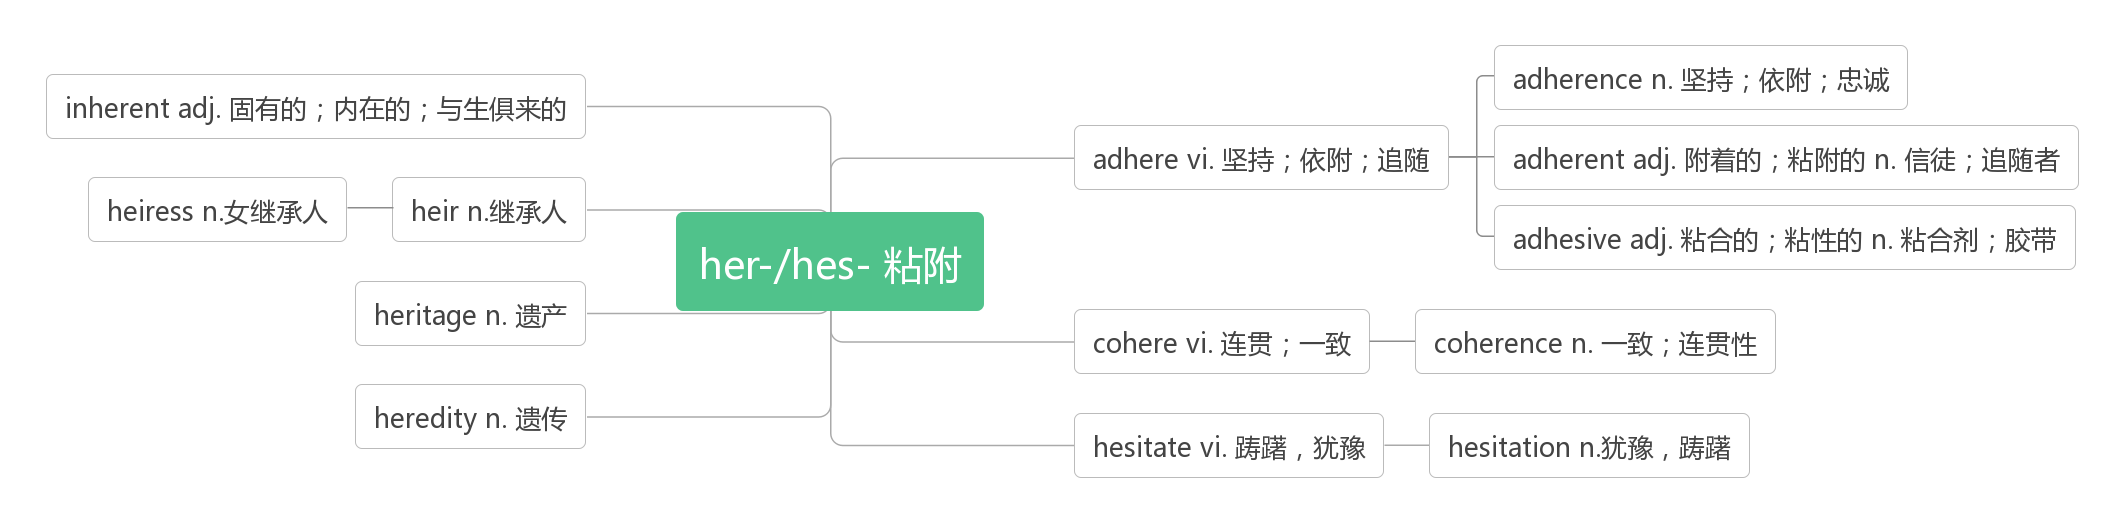 her-/hes- 粘附
inherent adj. 固有的；内在的；与生俱来的
heir n.继承人
heiress n.女继承人
heritage n. 遗产
heredity n. 遗传
adhere vi. 坚持；依附；追随
adherence n. 坚持；依附；忠诚
adherent adj. 附着的；粘附的 n. 信徒；追随者
adhesive adj. 粘合的；粘性的 n. 粘合剂；胶带
cohere vi. 连贯；一致
coherence n. 一致；连贯性
hesitate vi. 踌躇，犹豫
hesitation n.犹豫，踌躇